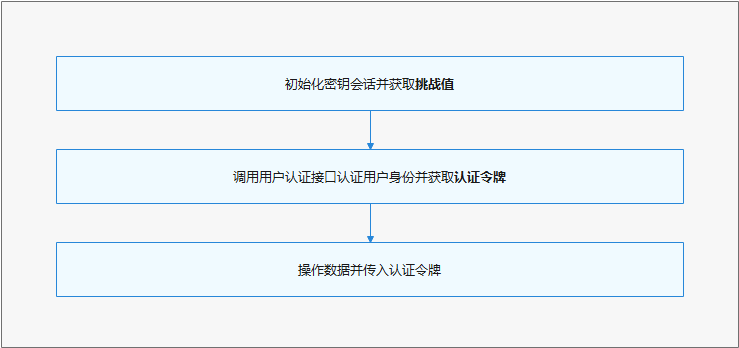 初始化密钥会话并获取挑战值
调用用户认证接口认证用户身份并获取认证令牌
操作数据并传入认证令牌